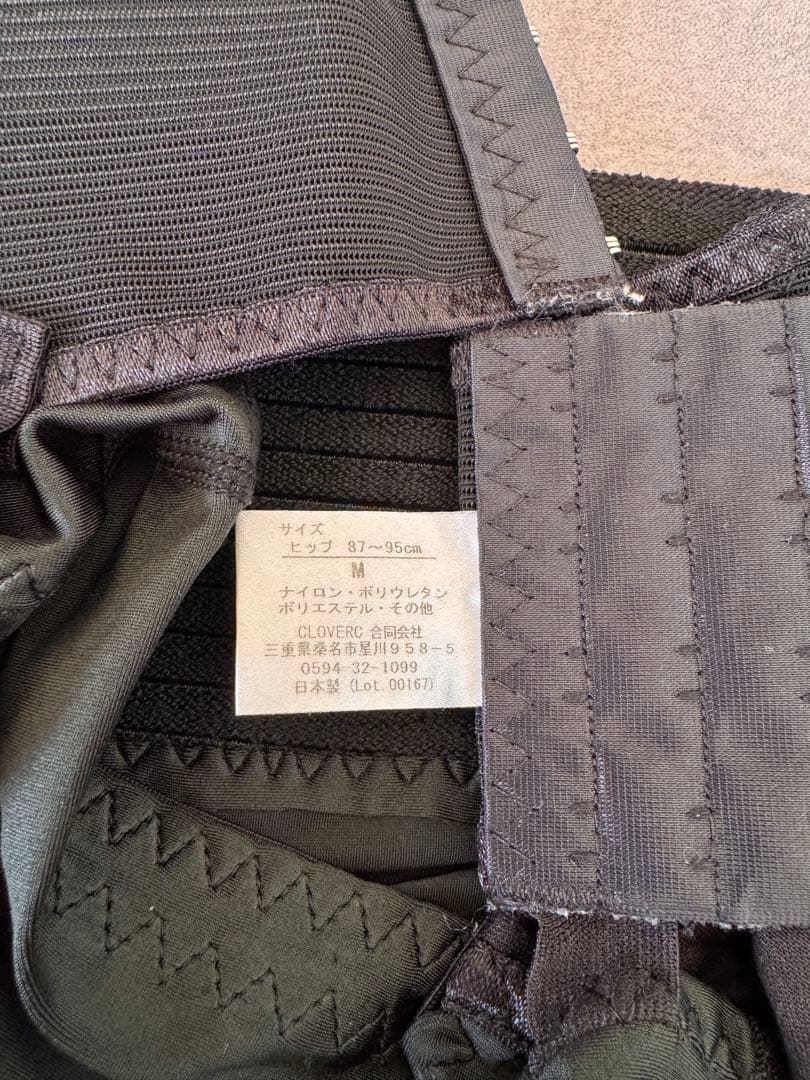 サイズ
ヒップ 87～95cm
M
ナイロン・ポリウレタン
ポリエステル・その他
CLOVERC 合同会社
三重県桑名市星川958-5
0594-32-1099
日本製 (Lot.00167)